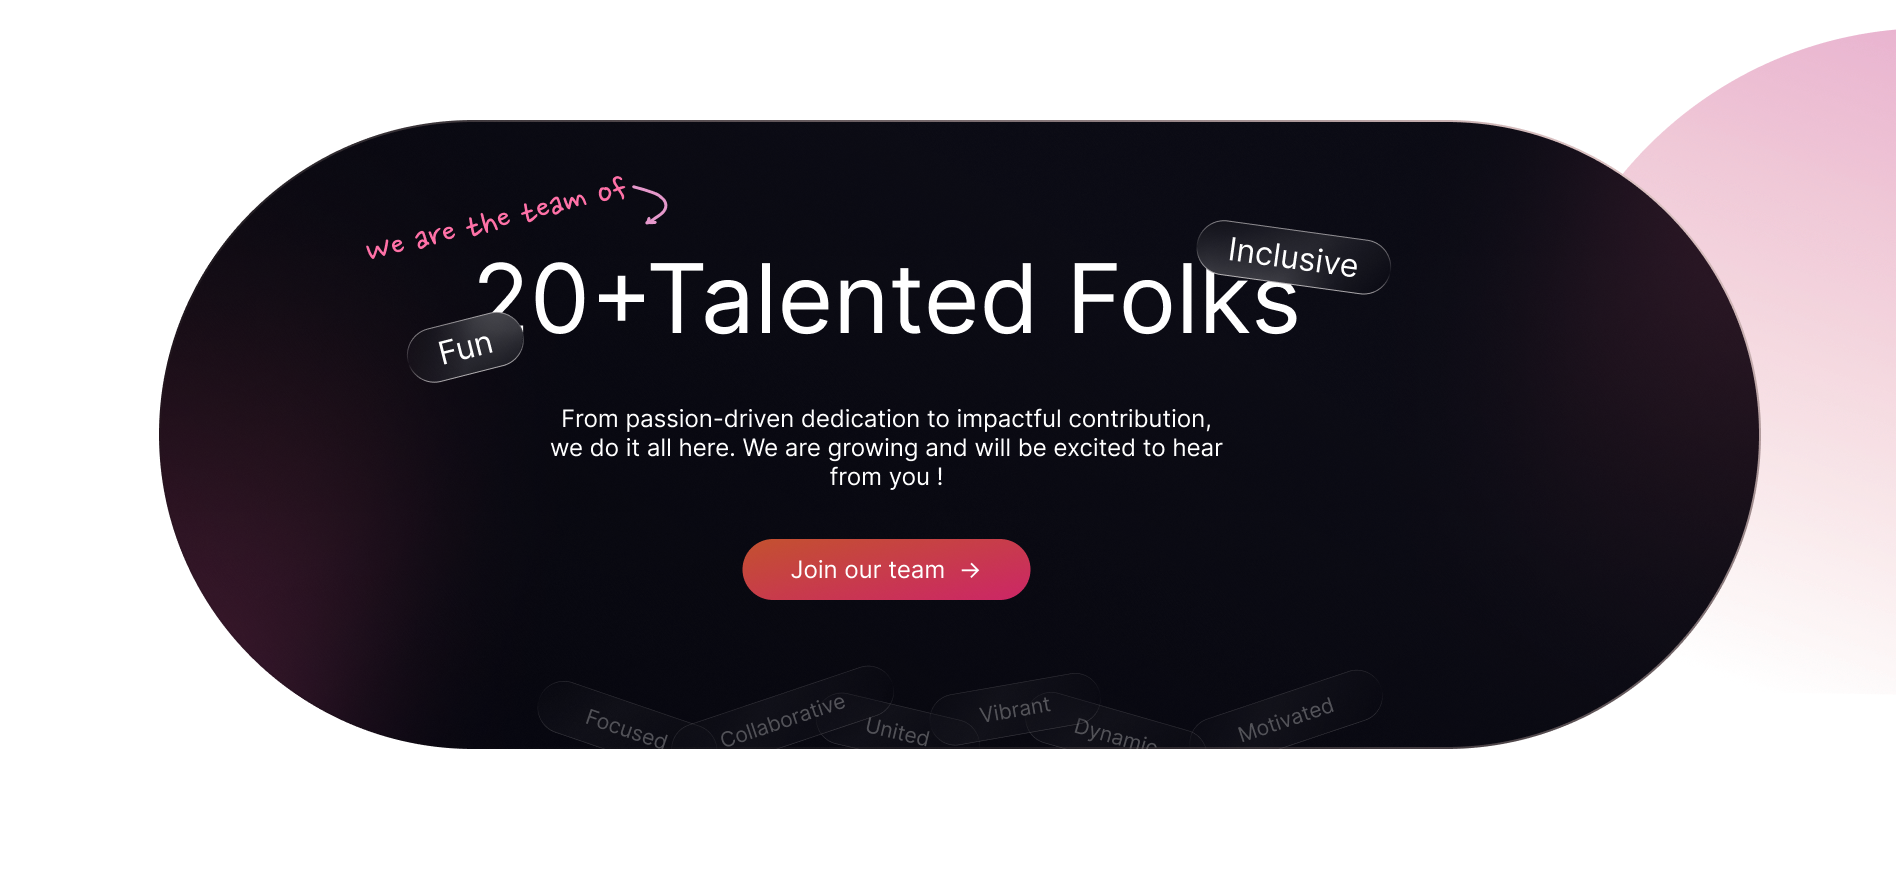 we are the team of
Inclusive
20+Talented Folks
Fun
From passion-driven dedication to impactful contribution,
we do it all here. We are growing and will be excited to hear
from you !
Join our team →
Focused
Collaborative
United
Vibrant
Dynamic
Motivated